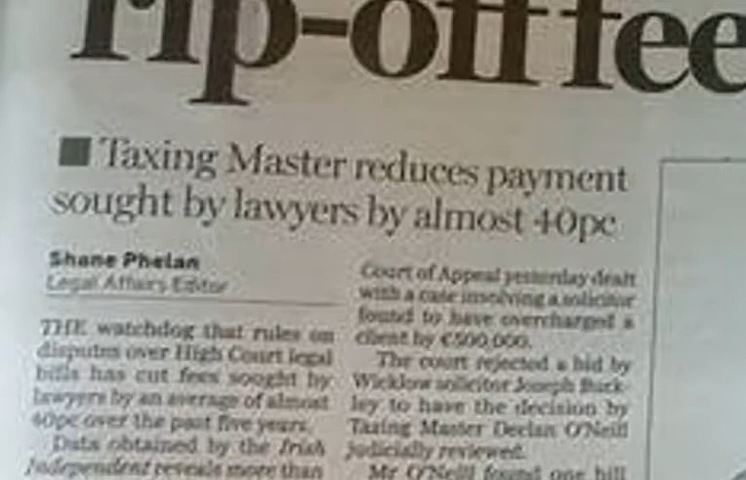 rip-off fee
■ Taxing Master reduces payment
sought by lawyers by almost 40pc
Shane Phelan
Legal Affairs Editor
THE watchdog that rules on
disputes over High Court legal
bills has cut fees sought by
lawyers by an average of almost
40pc over the past five years.
Data obtained by the Irish
Independent reveals more than
Court of Appeal yesterday dealt
with a case involving a solicitor
found to have overcharged a
client by €500,000.
The court rejected a bid by
Wicklow solicitor Joseph Buck-
ley to have the decision by
Taxing Master Declan O'Neill
judicially reviewed.
Mr O'Neill found one bill